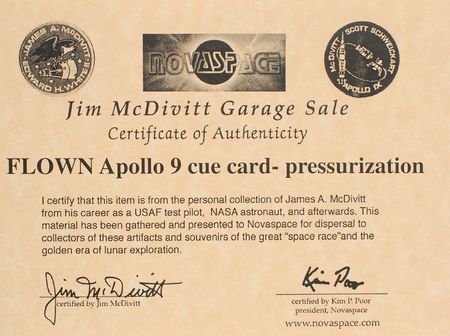 JAMES A. McDIVITT
EDWARD H. WHITE II
NOVASPACE
McDIVITT SCOTT SCHWEICKART
APOLLO IX
Jim McDivitt Garage Sale
Certificate of Authenticity
FLOWN Apollo 9 cue card- pressurization
I certify that this item is from the personal collection of James A. McDivitt
from his career as a USAF test pilot, NASA astronaut, and afterwards. This
material has been gathered and presented to Novaspace for dispersal to
collectors of these artifacts and souvenirs of the great "space race"and the
golden era of lunar exploration.
Jim McDivitt
Kim Poor
certified by Jim McDivitt
certified by Kim P. Poor
president, Novaspace
www.novaspace.com